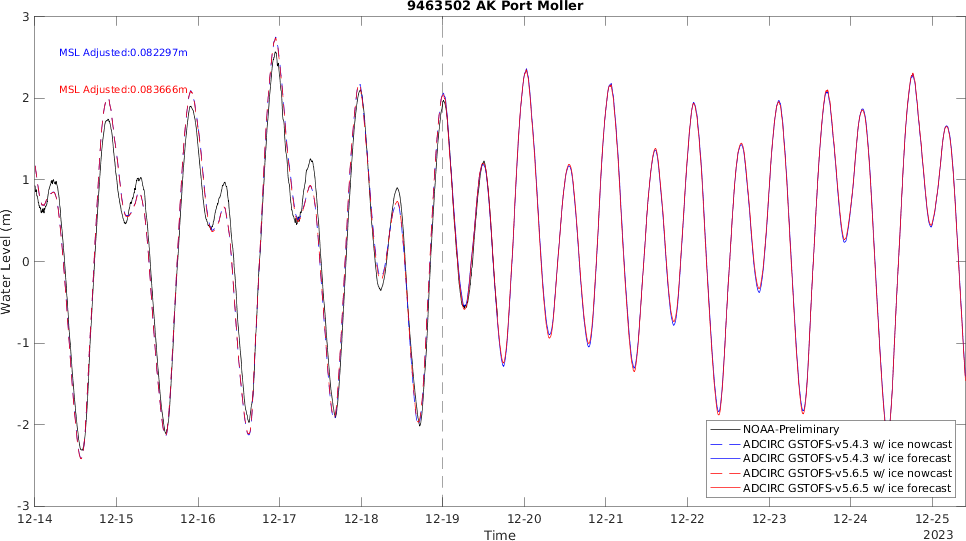 9463502 AK Port Moller
MSL Adjusted:0.082297m
MSL Adjusted:0.083666m
3
2
1
0
-1
-2
-3
Water Level (m)
NOAA-Preliminary
ADCIRC GSTOFS-v5.4.3 w/ ice nowcast
ADCIRC GSTOFS-v5.4.3 w/ ice forecast
ADCIRC GSTOFS-v5.6.5 w/ ice nowcast
ADCIRC GSTOFS-v5.6.5 w/ ice forecast
12-14 12-15 12-16 12-17 12-18 12-19 12-20 12-21 12-22 12-23 12-24 12-25
Time
2023